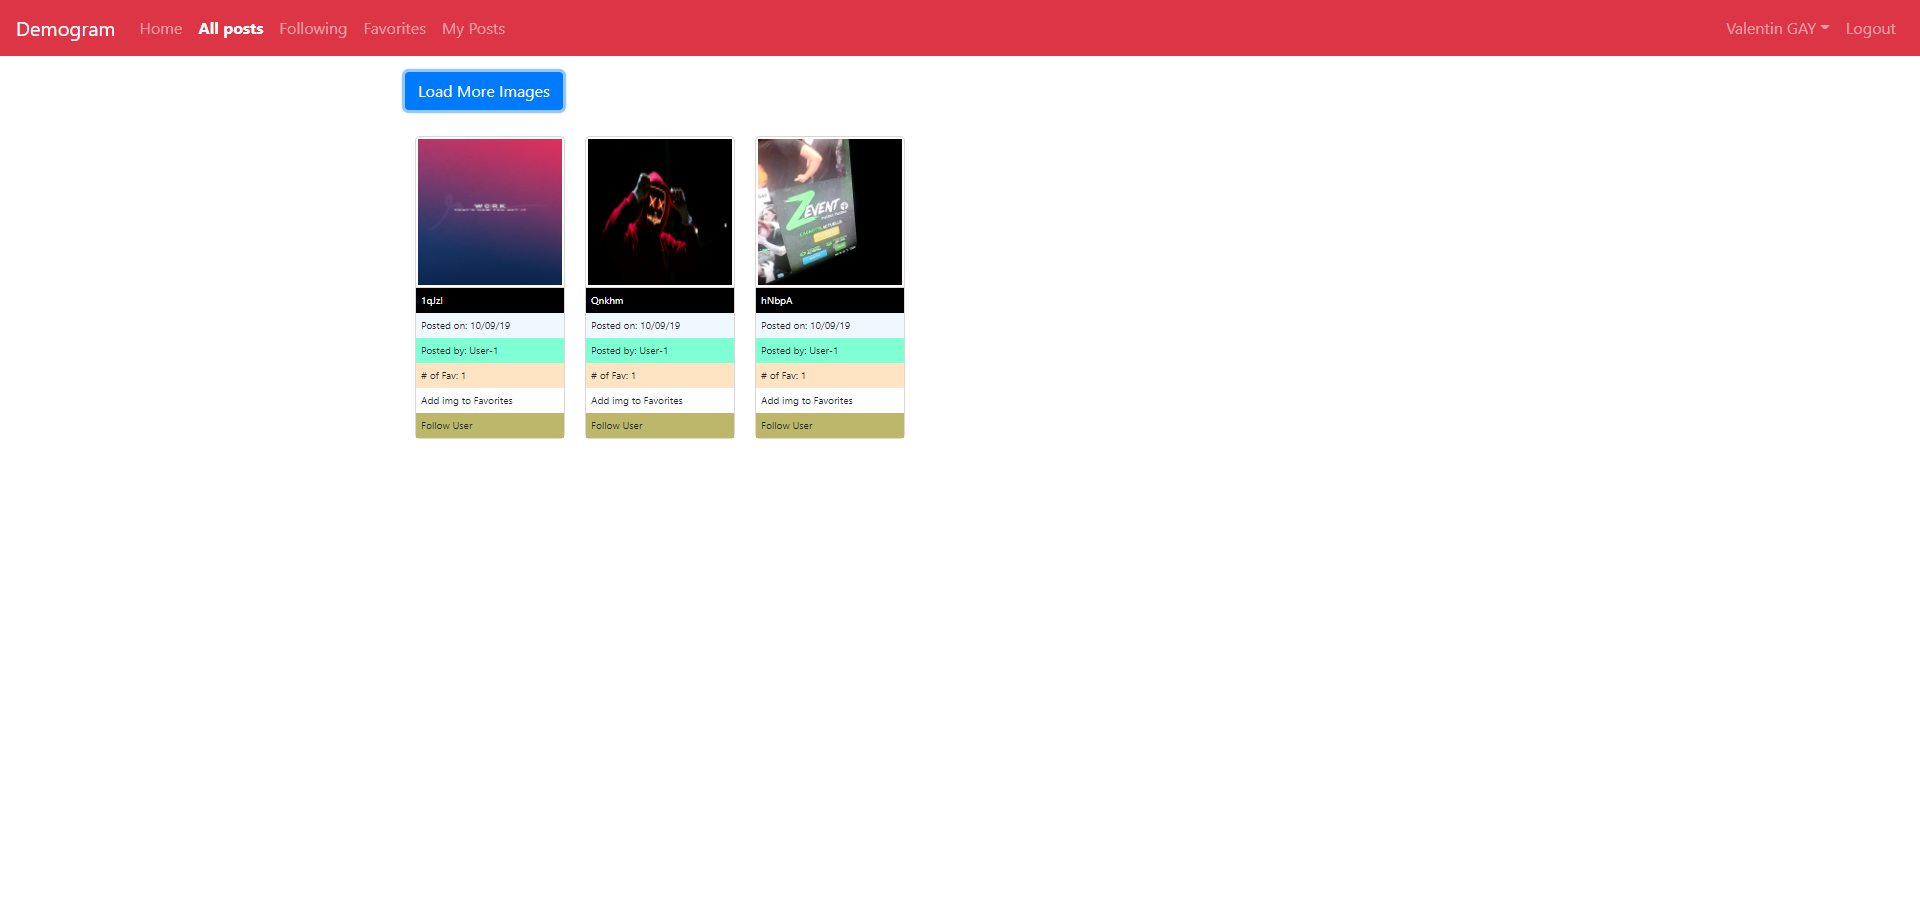 Demogram Home All posts Following Favorites My Posts Valentin GAY Logout
Load More Images
WORK
ZEVENT
1qJzI
Posted on: 10/09/19
Posted by: User-1
# of Fav: 1
Add img to Favorites
Follow User
Qnkhm
Posted on: 10/09/19
Posted by: User-1
# of Fav: 1
Add img to Favorites
Follow User
hNbpA
Posted on: 10/09/19
Posted by: User-1
# of Fav: 1
Add img to Favorites
Follow User